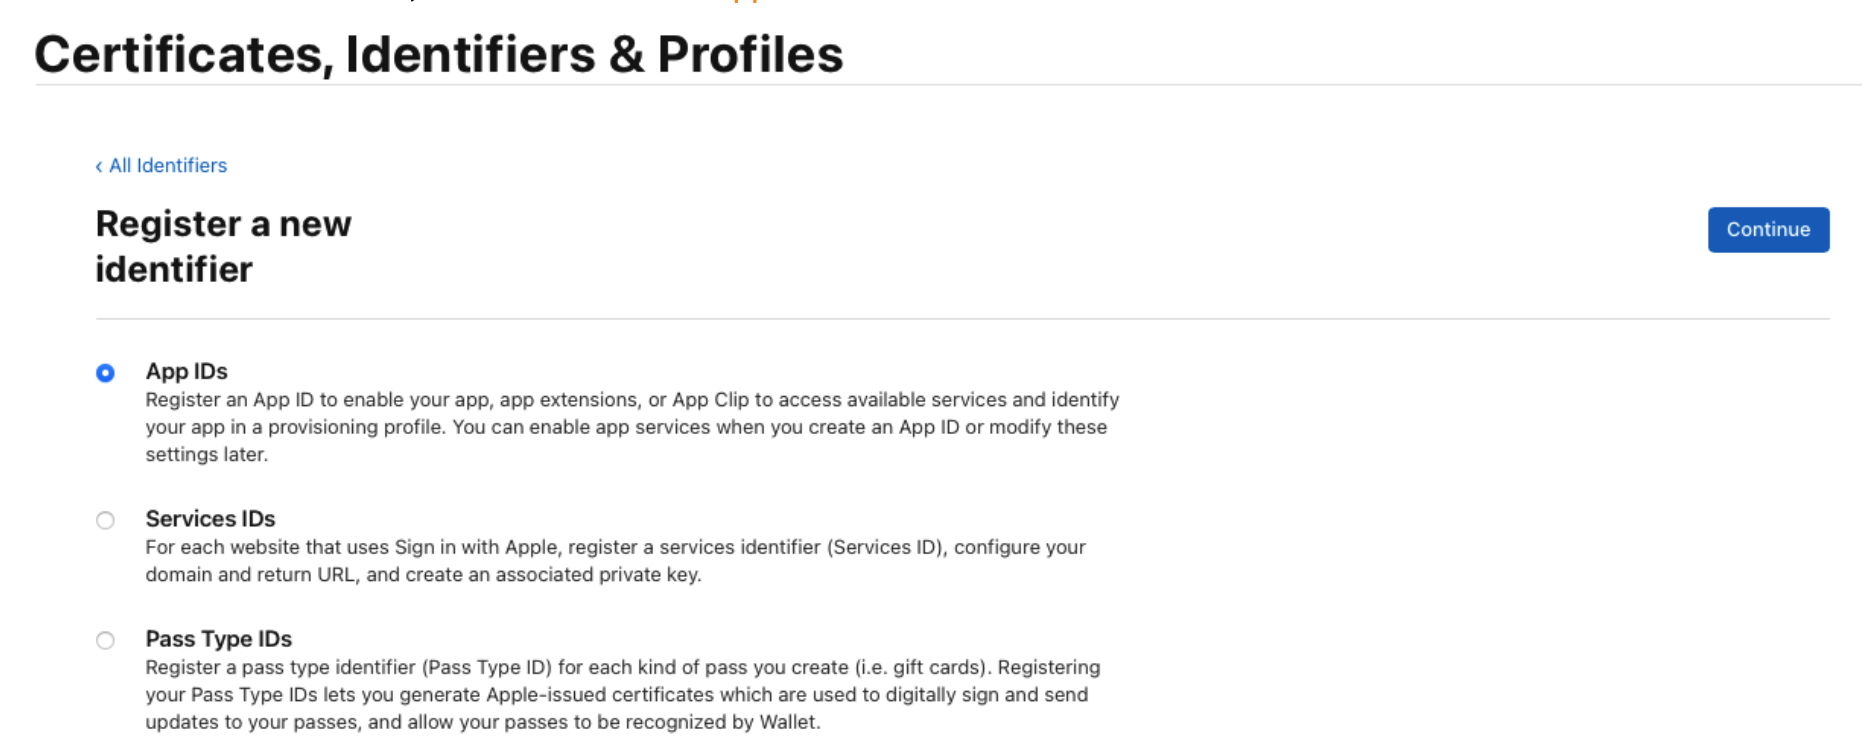 Certificates, Identifiers & Profiles
‹ All Identifiers
Register a new
identifier
Continue
App IDs
Register an App ID to enable your app, app extensions, or App Clip to access available services and identify
your app in a provisioning profile. You can enable app services when you create an App ID or modify these
settings later.
Services IDs
For each website that uses Sign in with Apple, register a services identifier (Services ID), configure your
domain and return URL, and create an associated private key.
Pass Type IDs
Register a pass type identifier (Pass Type ID) for each kind of pass you create (i.e. gift cards). Registering
your Pass Type IDs lets you generate Apple-issued certificates which are used to digitally sign and send
updates to your passes, and allow your passes to be recognized by Wallet.